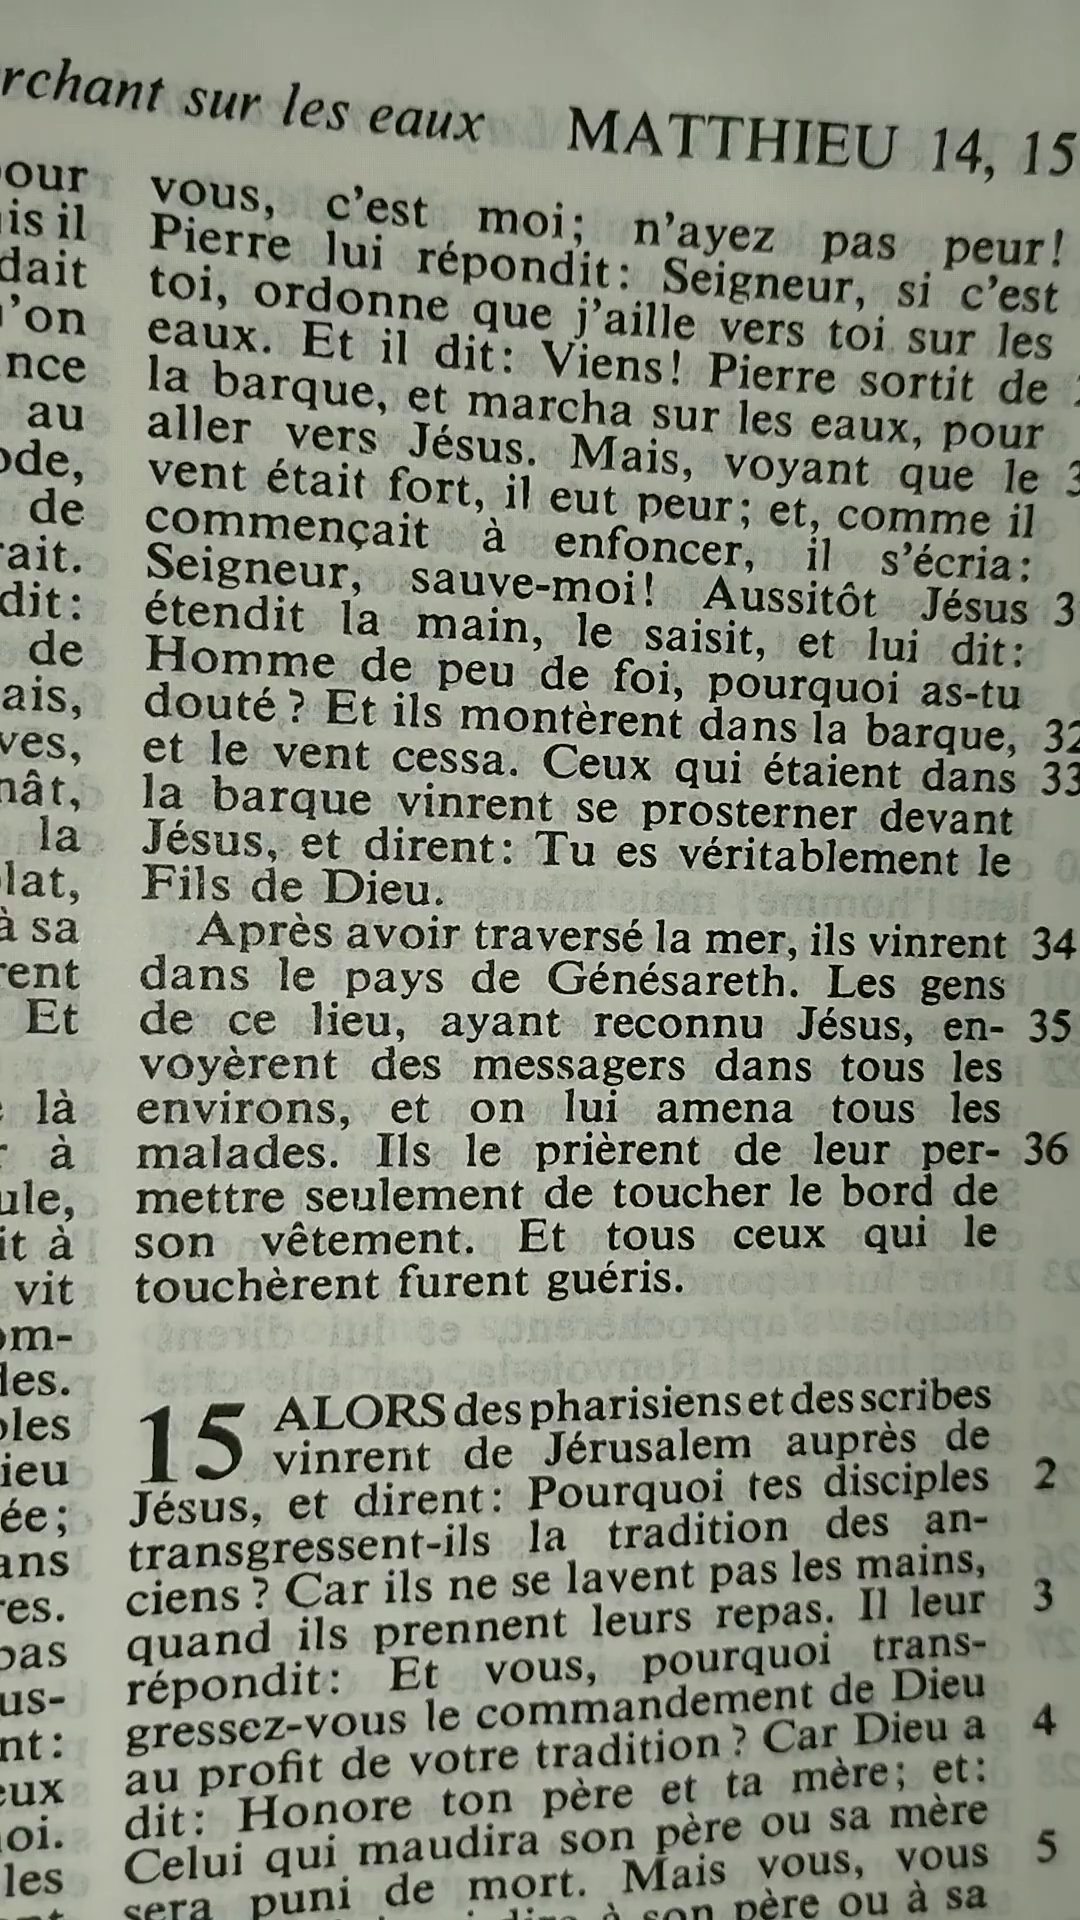 sur les eaux MATTHIEU 14, 15
vous, c'est moi; n'ayez pas peur!
Pierre lui répondit: Seigneur, si c'est
toi, ordonne que j'aille vers toi sur les
eaux. Et il dit: Viens! Pierre sortit de
la barque, et marcha sur les eaux, pour
aller vers Jésus. Mais, voyant que le
vent était fort, il eut peur; et, comme il
commençait à enfoncer, il s'écria:
Seigneur, sauve-moi! Aussitôt Jésus
étendit la main, le saisit, et lui dit:
Homme de peu de foi, pourquoi as-tu
douté? Et ils montèrent dans la barque, 32
et le vent cessa. Ceux qui étaient dans 33
la barque vinrent se prosterner devant
Jésus, et dirent: Tu es véritablement le
Fils de Dieu.
Après avoir traversé la mer, ils vinrent 34
dans le pays de Génésareth. Les gens
de ce lieu, ayant reconnu Jésus, en- 35
voyèrent des messagers dans tous les
environs, et on lui amena tous les
malades. Ils le prièrent de leur per- 36
mettre seulement de toucher le bord de
son vêtement. Et tous ceux qui le
touchèrent furent guéris.
15 ALORS des pharisiens et des scribes
vinrent de Jérusalem auprès de
Jésus, et dirent: Pourquoi tes disciples 2
transgressent-ils la tradition des an-
ciens? Car ils ne se lavent pas les mains,
quand ils prennent leurs repas. Il leur 3
répondit: Et vous, pourquoi trans-
gressez-vous le commandement de Dieu
au profit de votre tradition? Car Dieu a 4
dit: Honore ton père et ta mère; et:
Celui qui maudira son père ou sa mère
sera puni de mort. Mais vous, vous 5
à son père ou à sa